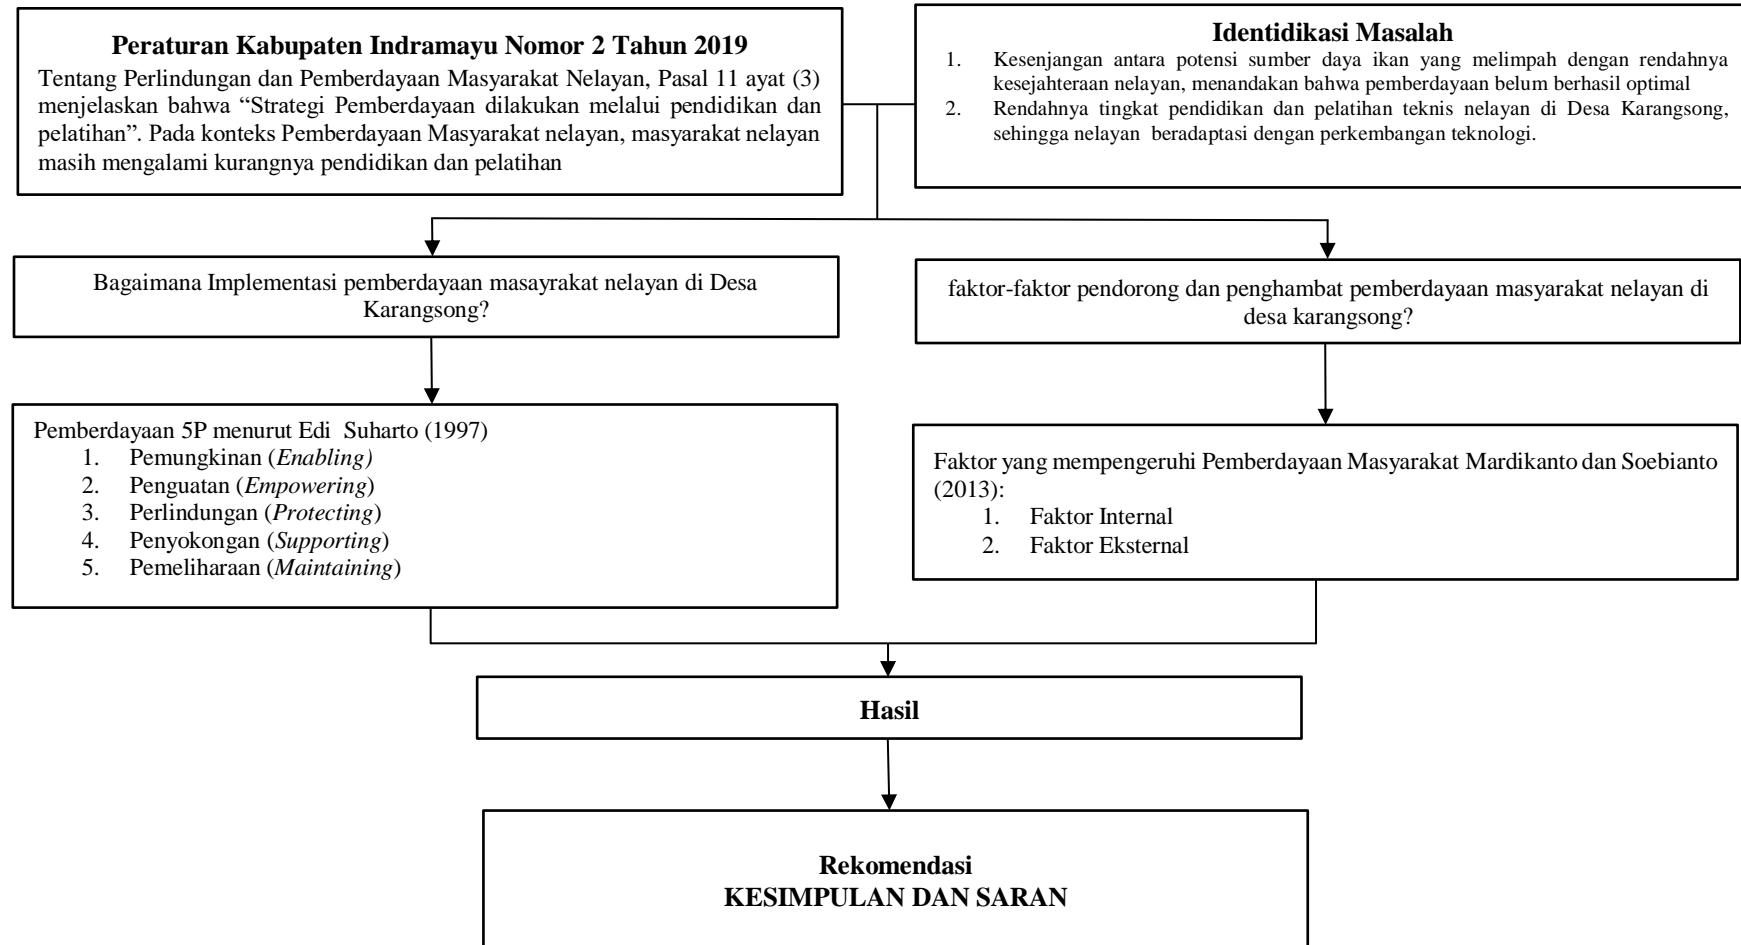 Peraturan Kabupaten Indramayu Nomor 2 Tahun 2019
Tentang Perlindungan dan Pemberdayaan Masyarakat Nelayan, Pasal 11 ayat (3)
menjelaskan bahwa “Strategi Pemberdayaan dilakukan melalui pendidikan dan
pelatihan”. Pada konteks Pemberdayaan Masyarakat nelayan, masyarakat nelayan
masih mengalami kurangnya pendidikan dan pelatihan
Identidikasi Masalah
1. Kesenjangan antara potensi sumber daya ikan yang melimpah dengan rendahnya
kesejahteraan nelayan, menandakan bahwa pemberdayaan belum berhasil optimal
2. Rendahnya tingkat pendidikan dan pelatihan teknis nelayan di Desa Karangsong,
sehingga nelayan beradaptasi dengan perkembangan teknologi.
Bagaimana Implementasi pemberdayaan masayrakat nelayan di Desa
Karangsong?
faktor-faktor pendorong dan penghambat pemberdayaan masyarakat nelayan di
desa karangsong?
Pemberdayaan 5P menurut Edi Suharto (1997)
1. Pemungkinan (Enabling)
2. Penguatan (Empowering)
3. Perlindungan (Protecting)
4. Penyokongan (Supporting)
5. Pemeliharaan (Maintaining)
Faktor yang mempengeruhi Pemberdayaan Masyarakat Mardikanto dan Soebianto
(2013):
1. Faktor Internal
2. Faktor Eksternal
Hasil
Rekomendasi
KESIMPULAN DAN SARAN